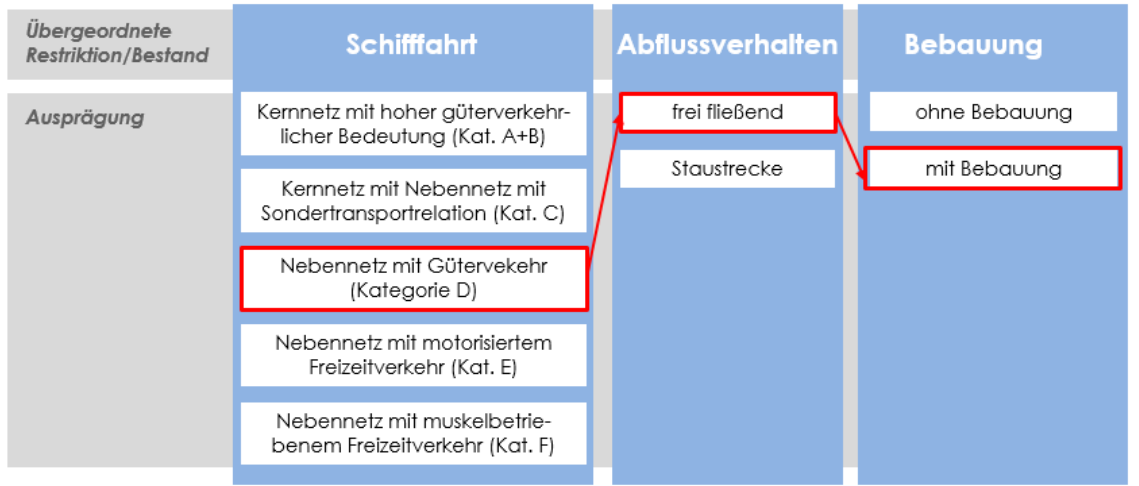 Übergeordnete
Restriktion/Bestand
Schifffahrt
Abflussverhalten
Bebauung
Ausprägung
Kernnetz mit hoher güterverkehr-
licher Bedeutung (Kat. A+B)
Kernnetz mit Nebennetz mit
Sondertransportrelation (Kat. C)
Nebennetz mit Gütervekehr
(Kategorie D)
Nebennetz mit motorisiertem
Freizeitverkehr (Kat. E)
Nebennetz mit muskelbetrie-
benem Freizeitverkehr (Kat. F)
frei fließend
Staustrecke
ohne Bebauung
mit Bebauung